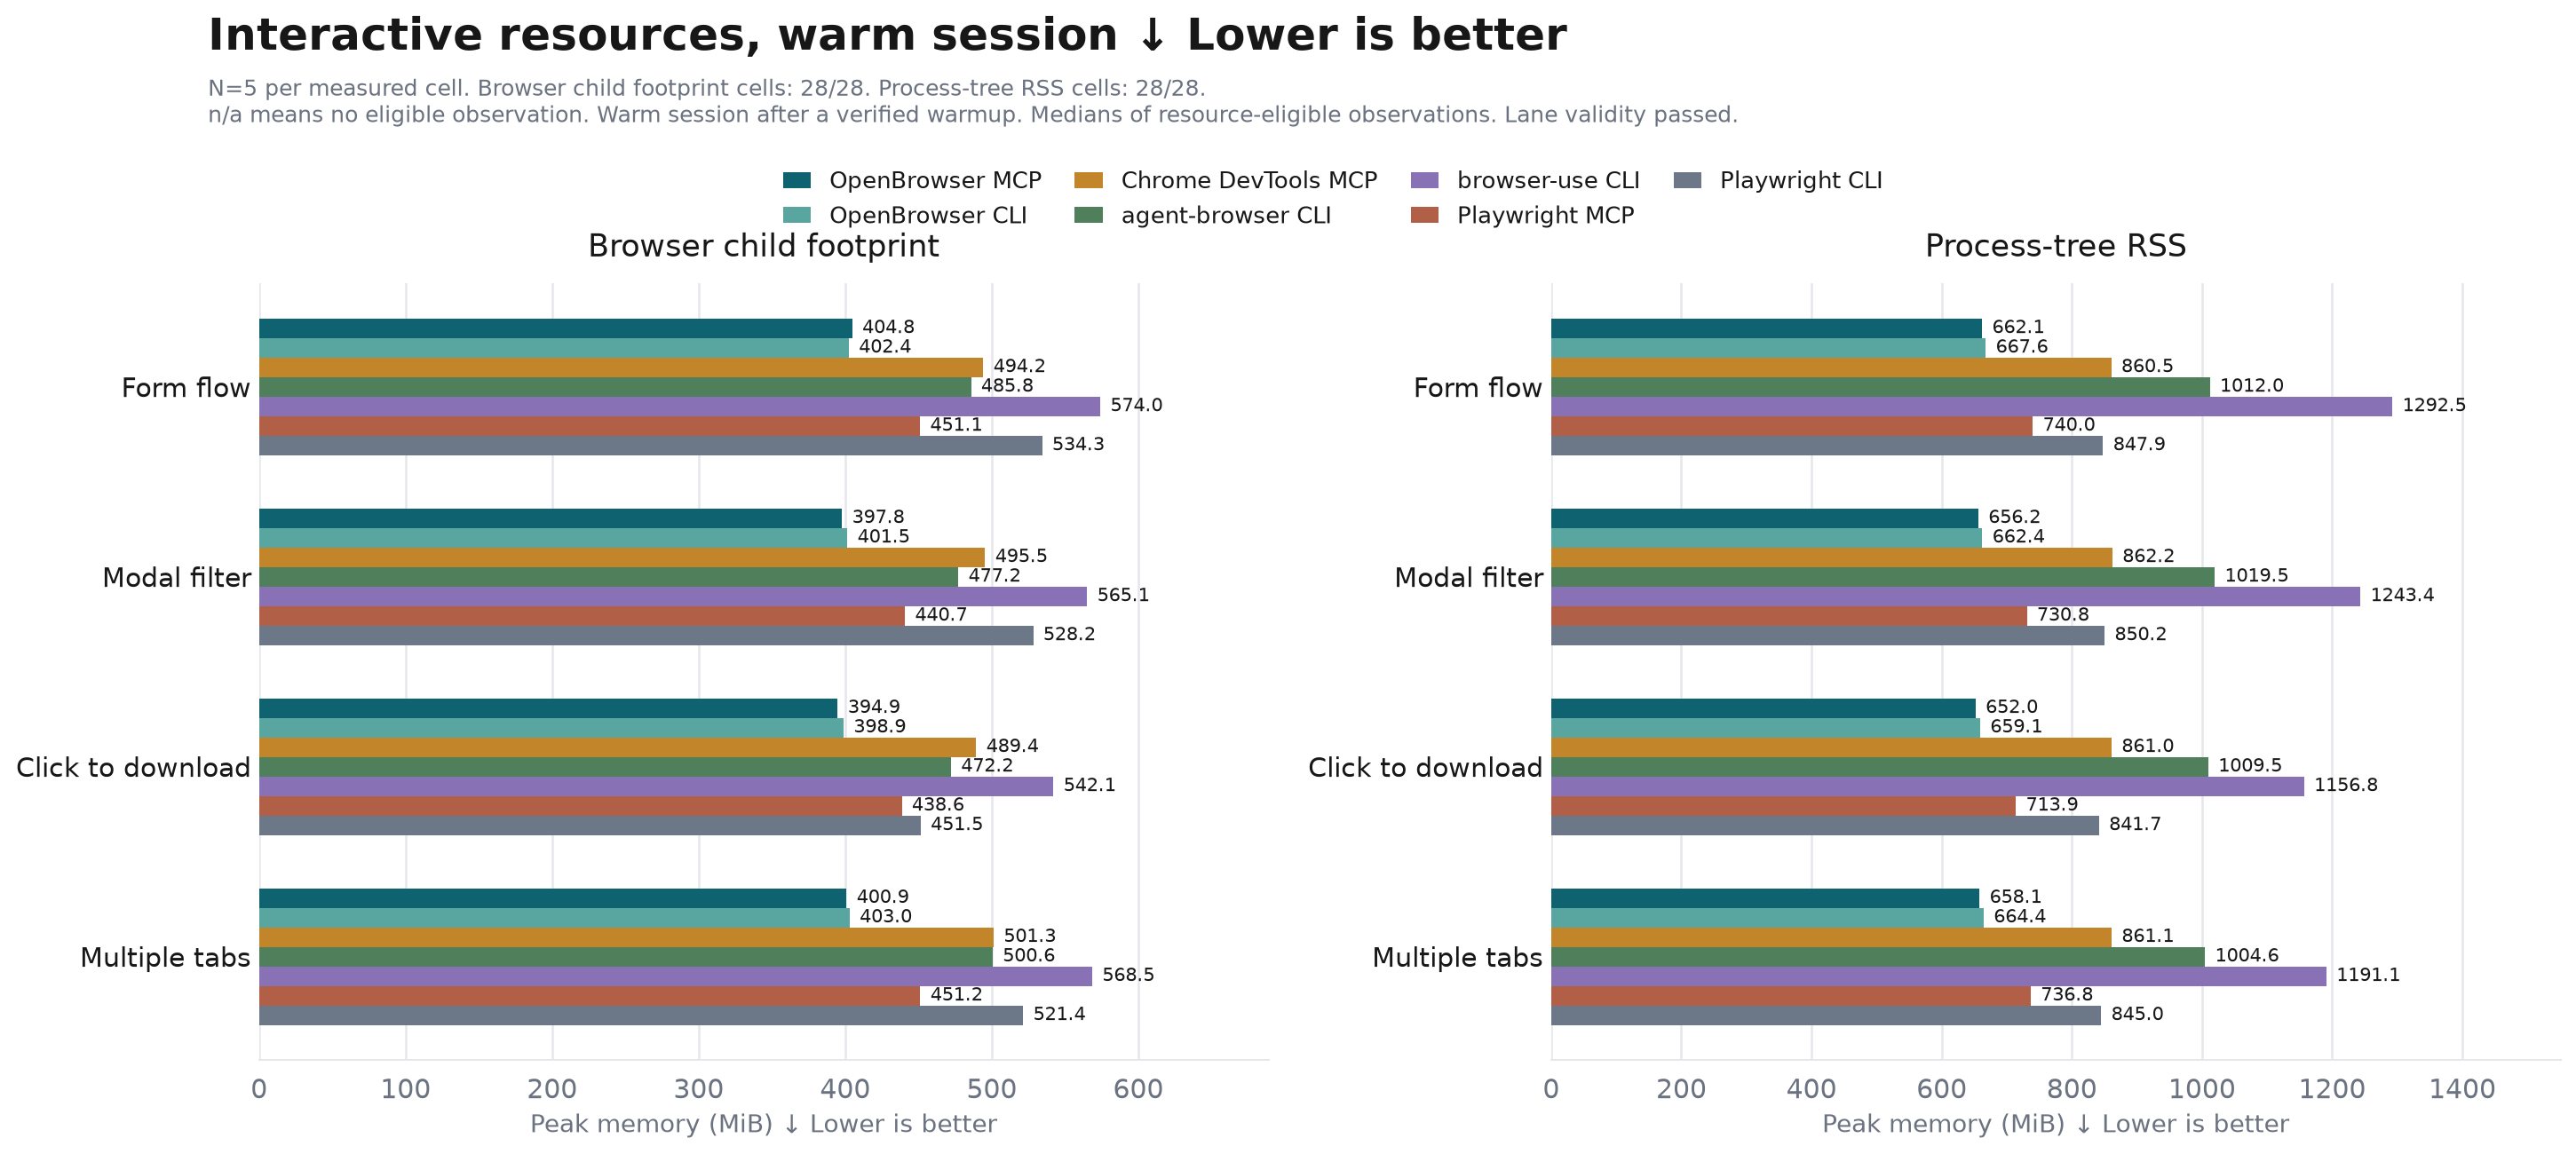 Interactive resources, warm session ↓ Lower is better
N=5 per measured cell. Browser child footprint cells: 28/28. Process-tree RSS cells: 28/28.
n/a means no eligible observation. Warm session after a verified warmup. Medians of resource-eligible observations. Lane validity passed.
OpenBrowser MCP
OpenBrowser CLI
Chrome DevTools MCP
agent-browser CLI
browser-use CLI
Playwright MCP
Playwright CLI
Browser child footprint
Form flow
404.8
402.4
494.2
485.8
574.0
451.1
534.3
Modal filter
397.8
401.5
495.5
477.2
565.1
440.7
528.2
Click to download
394.9
398.9
489.4
472.2
542.1
438.6
451.5
Multiple tabs
400.9
403.0
501.3
500.6
568.5
451.2
521.4
0 100 200 300 400 500 600
Peak memory (MiB) ↓ Lower is better
Process-tree RSS
Form flow
662.1
667.6
860.5
1012.0
1292.5
740.0
847.9
Modal filter
656.2
662.4
862.2
1019.5
1243.4
730.8
850.2
Click to download
652.0
659.1
861.0
1009.5
1156.8
713.9
841.7
Multiple tabs
658.1
664.4
861.1
1004.6
1191.1
736.8
845.0
0 200 400 600 800 1000 1200 1400
Peak memory (MiB) ↓ Lower is better